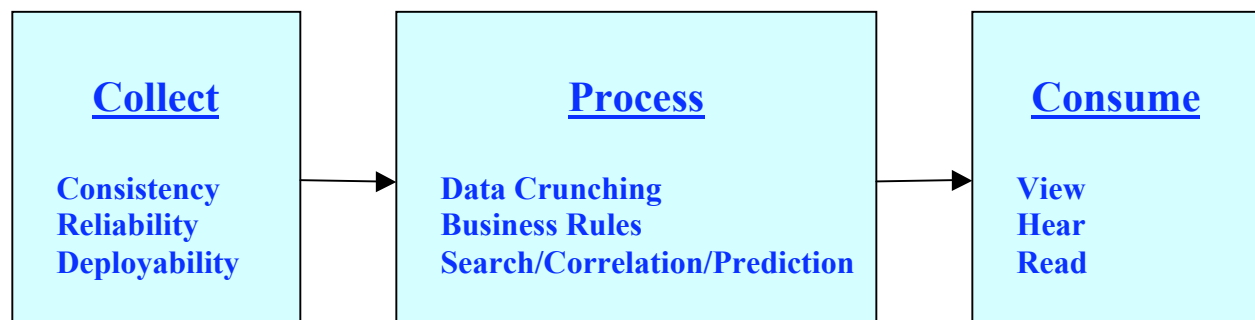 Collect
Consistency
Reliability
Deployability
Process
Data Crunching
Business Rules
Search/Correlation/Prediction
Consume
View
Hear
Read